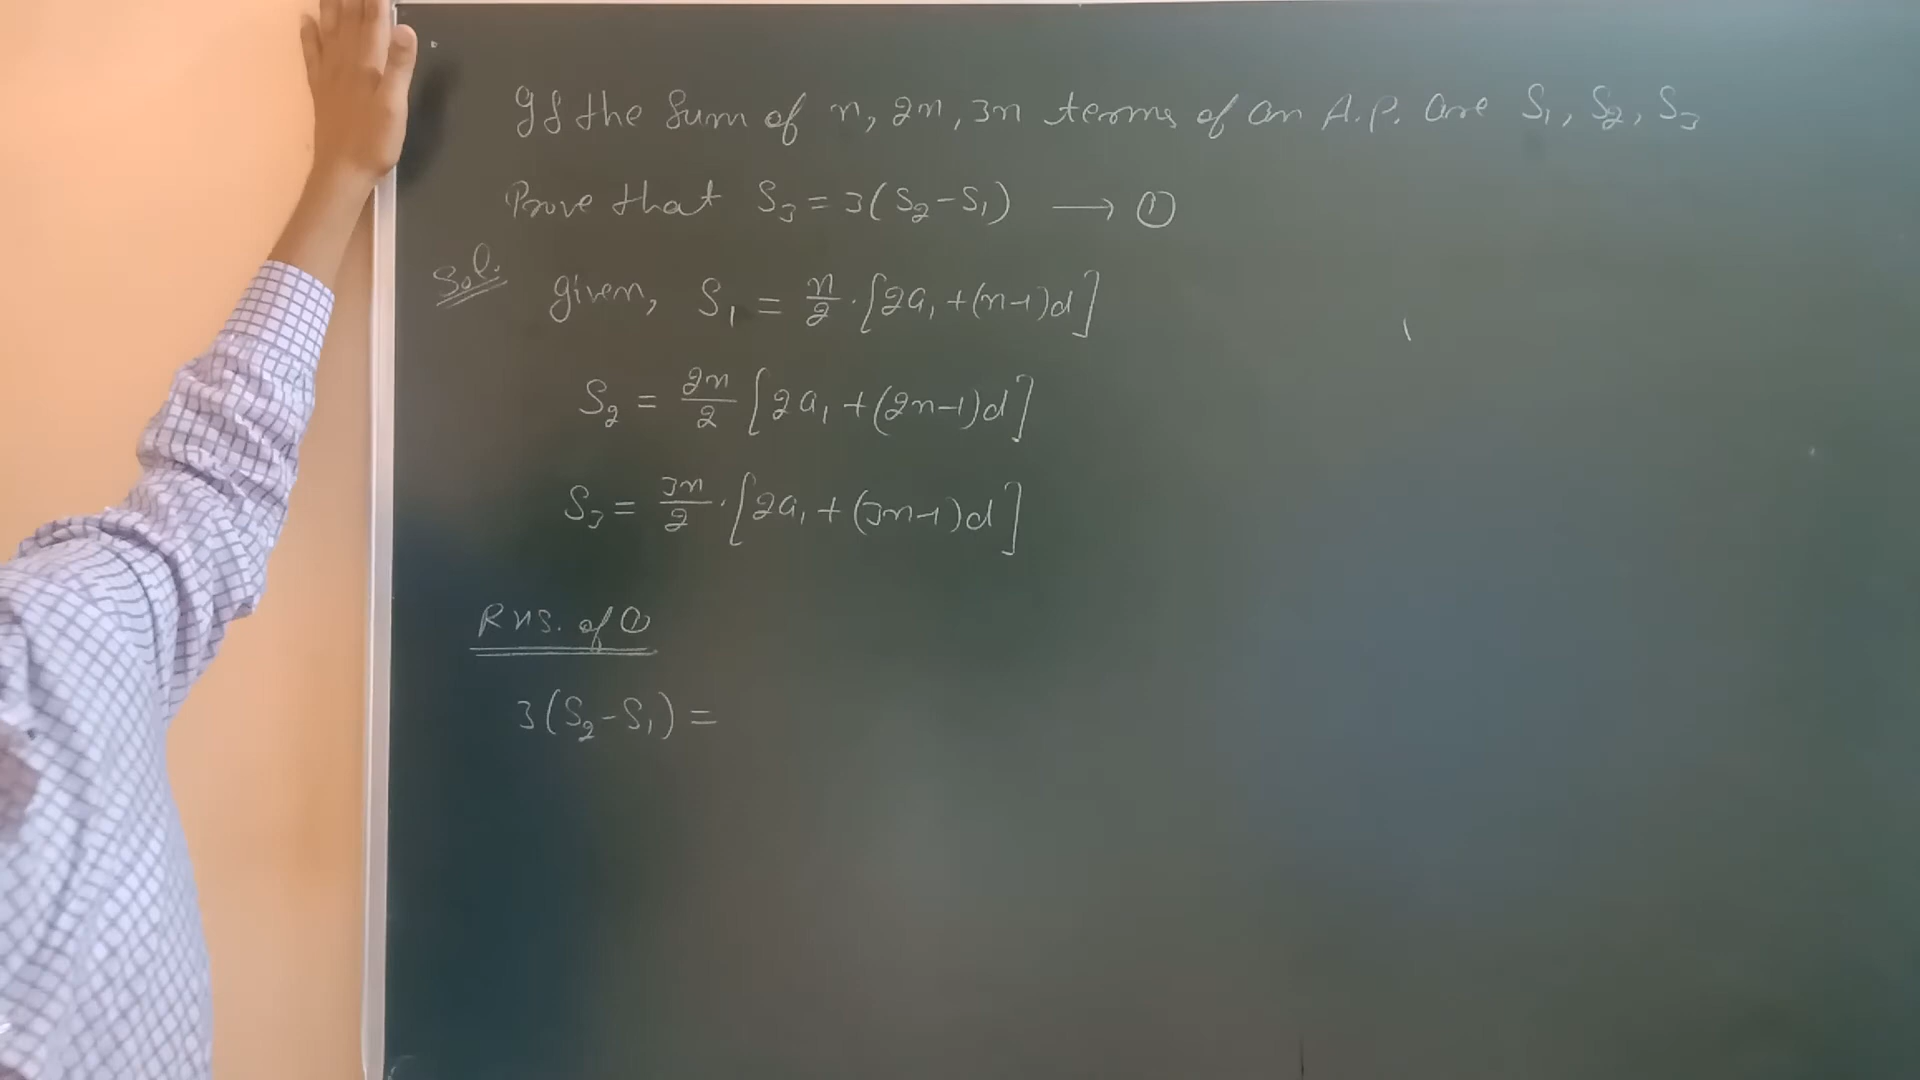 If the Sum of n, 2n, 3n terms of an A.P. are S₁, S₂, S₃
Prove that S₃ = 3(S₂-S₁) → ①
Sol. given, S₁ = n/2 · [2a₁ + (n-1)d]
S₂ = 2n/2 [2a₁ + (2n-1)d]
S₃ = 3n/2 · [2a₁ + (3n-1)d]
RHS. of ①
3(S₂-S₁) =